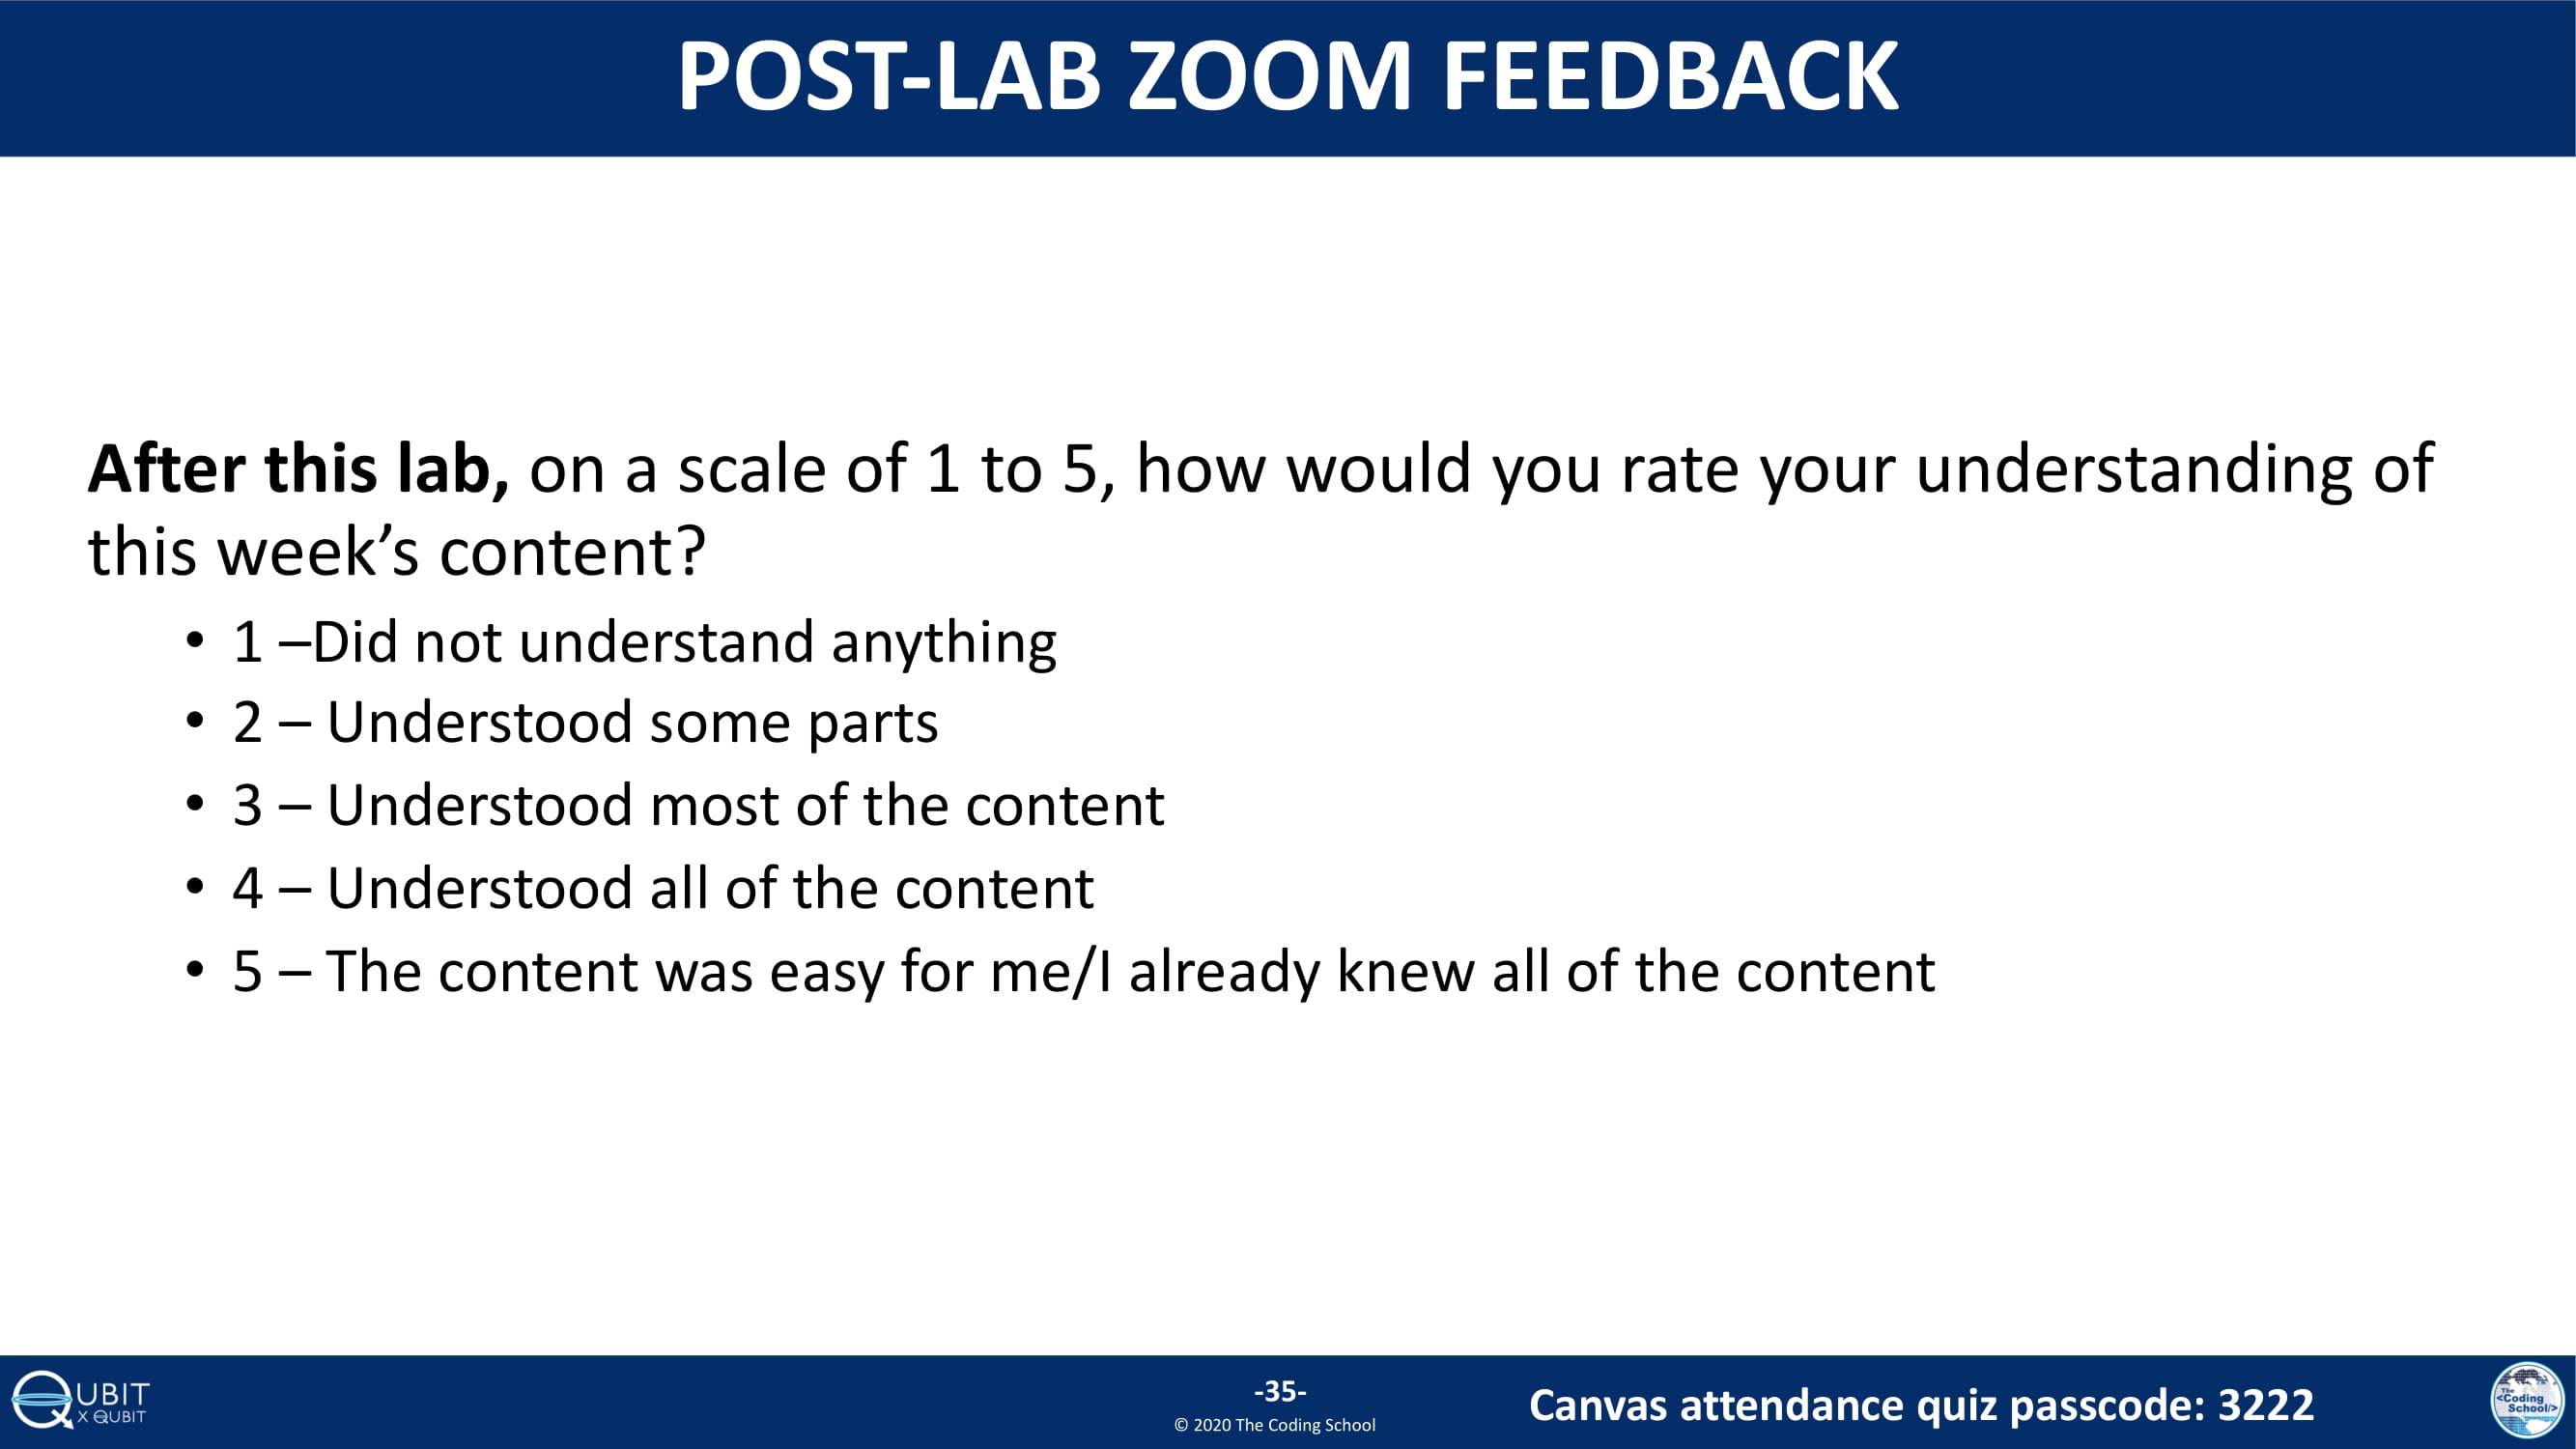 POST-LAB ZOOM FEEDBACK
After this lab, on a scale of 1 to 5, how would you rate your understanding of
this week’s content?
• 1 –Did not understand anything
• 2 – Understood some parts
• 3 – Understood most of the content
• 4 – Understood all of the content
• 5 – The content was easy for me/I already knew all of the content
QUBIT
X QUBIT
-35-
© 2020 The Coding School
Canvas attendance quiz passcode: 3222
The
<Coding
School/>